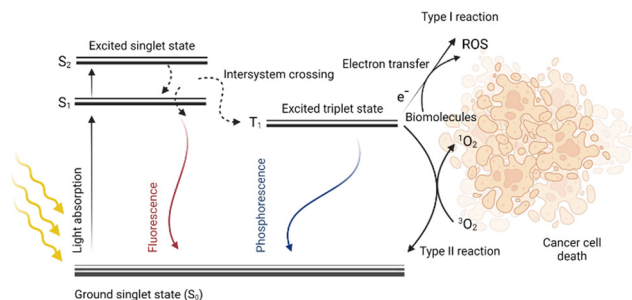 Type I reaction
ROS
Excited singlet state
S₂
Electron transfer
Intersystem crossing
e⁻
S₁
Excited triplet state
T₁
Biomolecules
¹O₂
Light absorption
Fluorescence
Phosphorescence
³O₂
Type II reaction
Cancer cell
death
Ground singlet state (S₀)